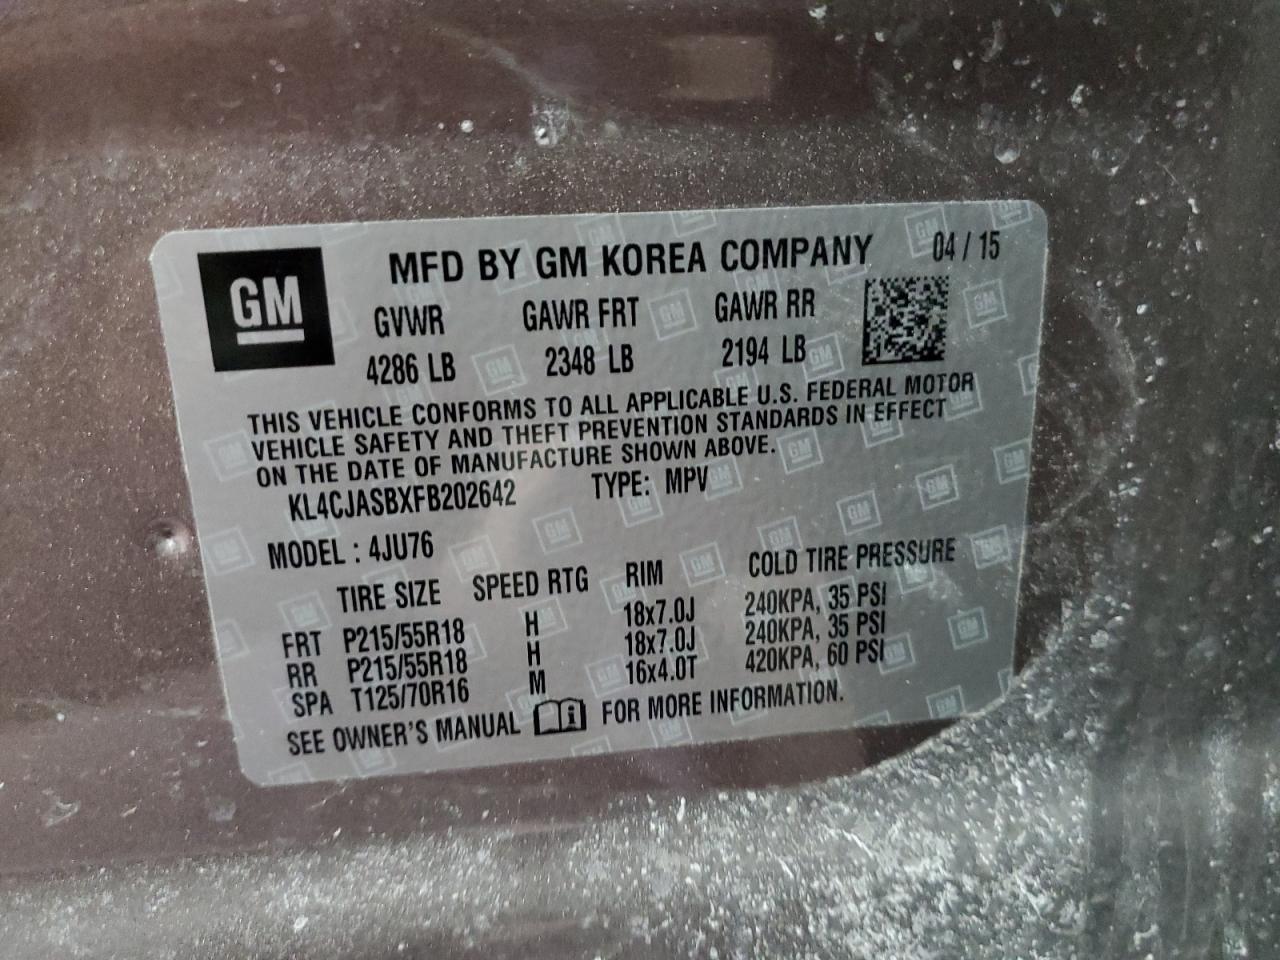 GM
MFD BY GM KOREA COMPANY 04 / 15
GVWR GAWR FRT GAWR RR
4286 LB 2348 LB 2194 LB
THIS VEHICLE CONFORMS TO ALL APPLICABLE U.S. FEDERAL MOTOR
VEHICLE SAFETY AND THEFT PREVENTION STANDARDS IN EFFECT
ON THE DATE OF MANUFACTURE SHOWN ABOVE.
KL4CJASBXFB202642 TYPE: MPV
MODEL : 4JU76
TIRE SIZE SPEED RTG RIM COLD TIRE PRESSURE
FRT P215/55R18 H 18x7.0J 240KPA, 35 PSI
RR P215/55R18 H 18x7.0J 240KPA, 35 PSI
SPA T125/70R16 M 16x4.0T 420KPA, 60 PSI
SEE OWNER'S MANUAL FOR MORE INFORMATION.